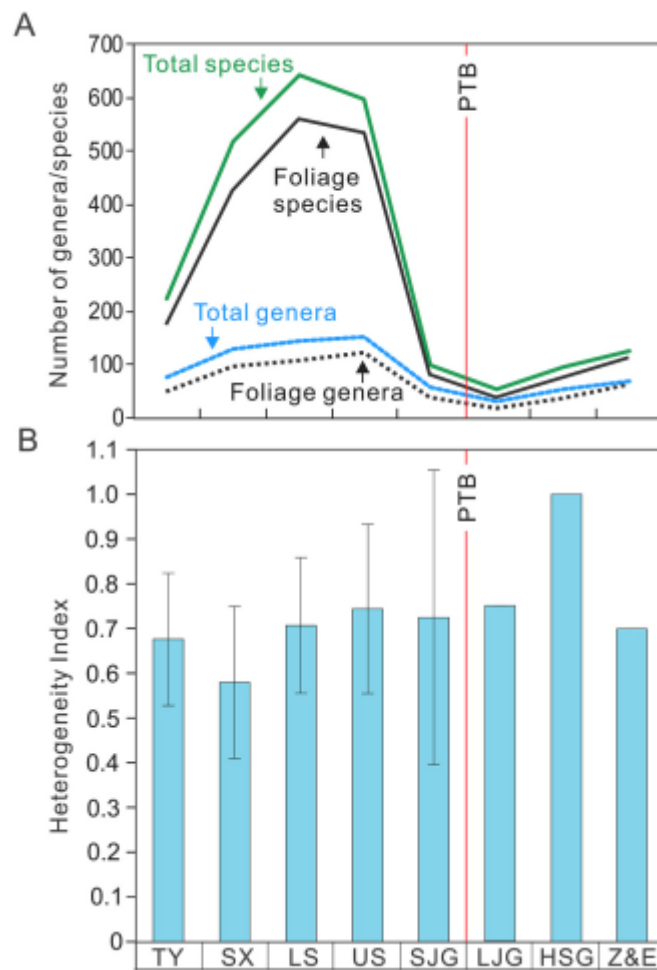 A
700
600
500
400
300
200
100
0
Number of genera/species
Total species
Foliage
species
Total genera
Foliage genera
PTB
B
1.1
1.0
0.9
0.8
0.7
0.6
0.5
0.4
0.3
0.2
0.1
0
Heterogeneity Index
PTB
TY SX LS US SJG LJG HSG Z&E